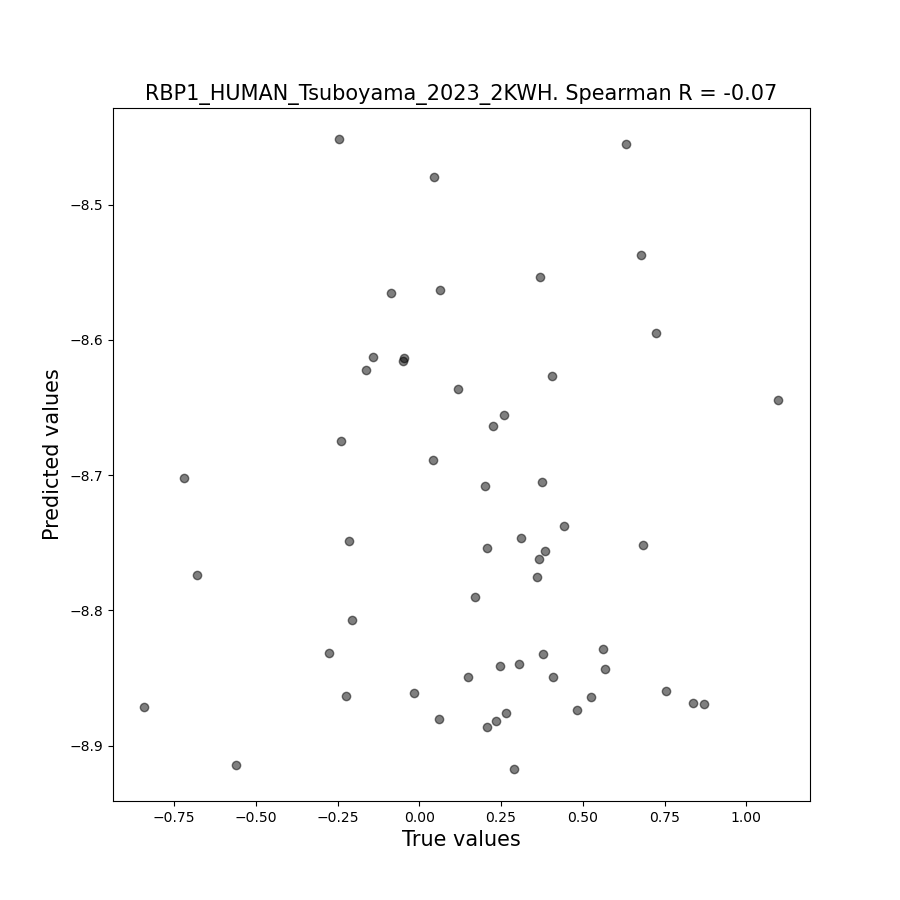 RBP1_HUMAN_Tsuboyama_2023_2KWH. Spearman R = -0.07
Predicted values
−8.5
−8.6
−8.7
−8.8
−8.9
−0.75 −0.50 −0.25 0.00 0.25 0.50 0.75 1.00
True values